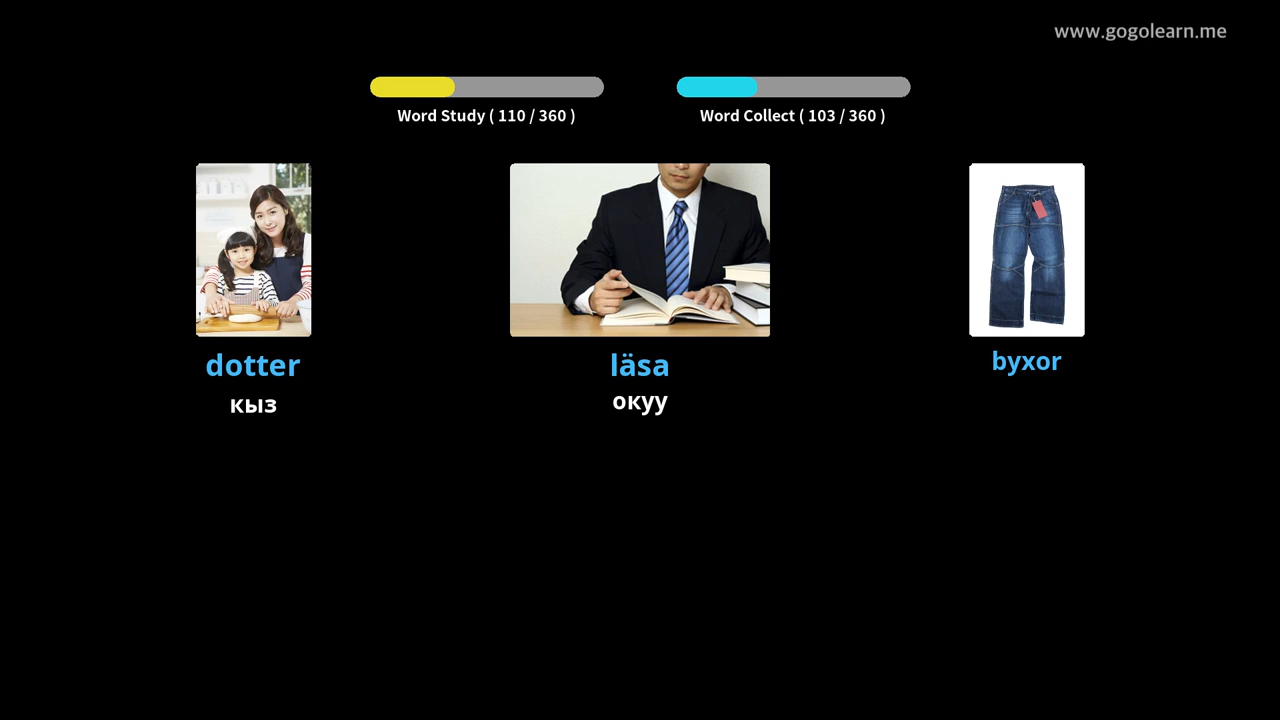 www.gogolearn.me
Word Study ( 110 / 360 )
Word Collect ( 103 / 360 )
dotter
кыз
läsa
окуу
byxor